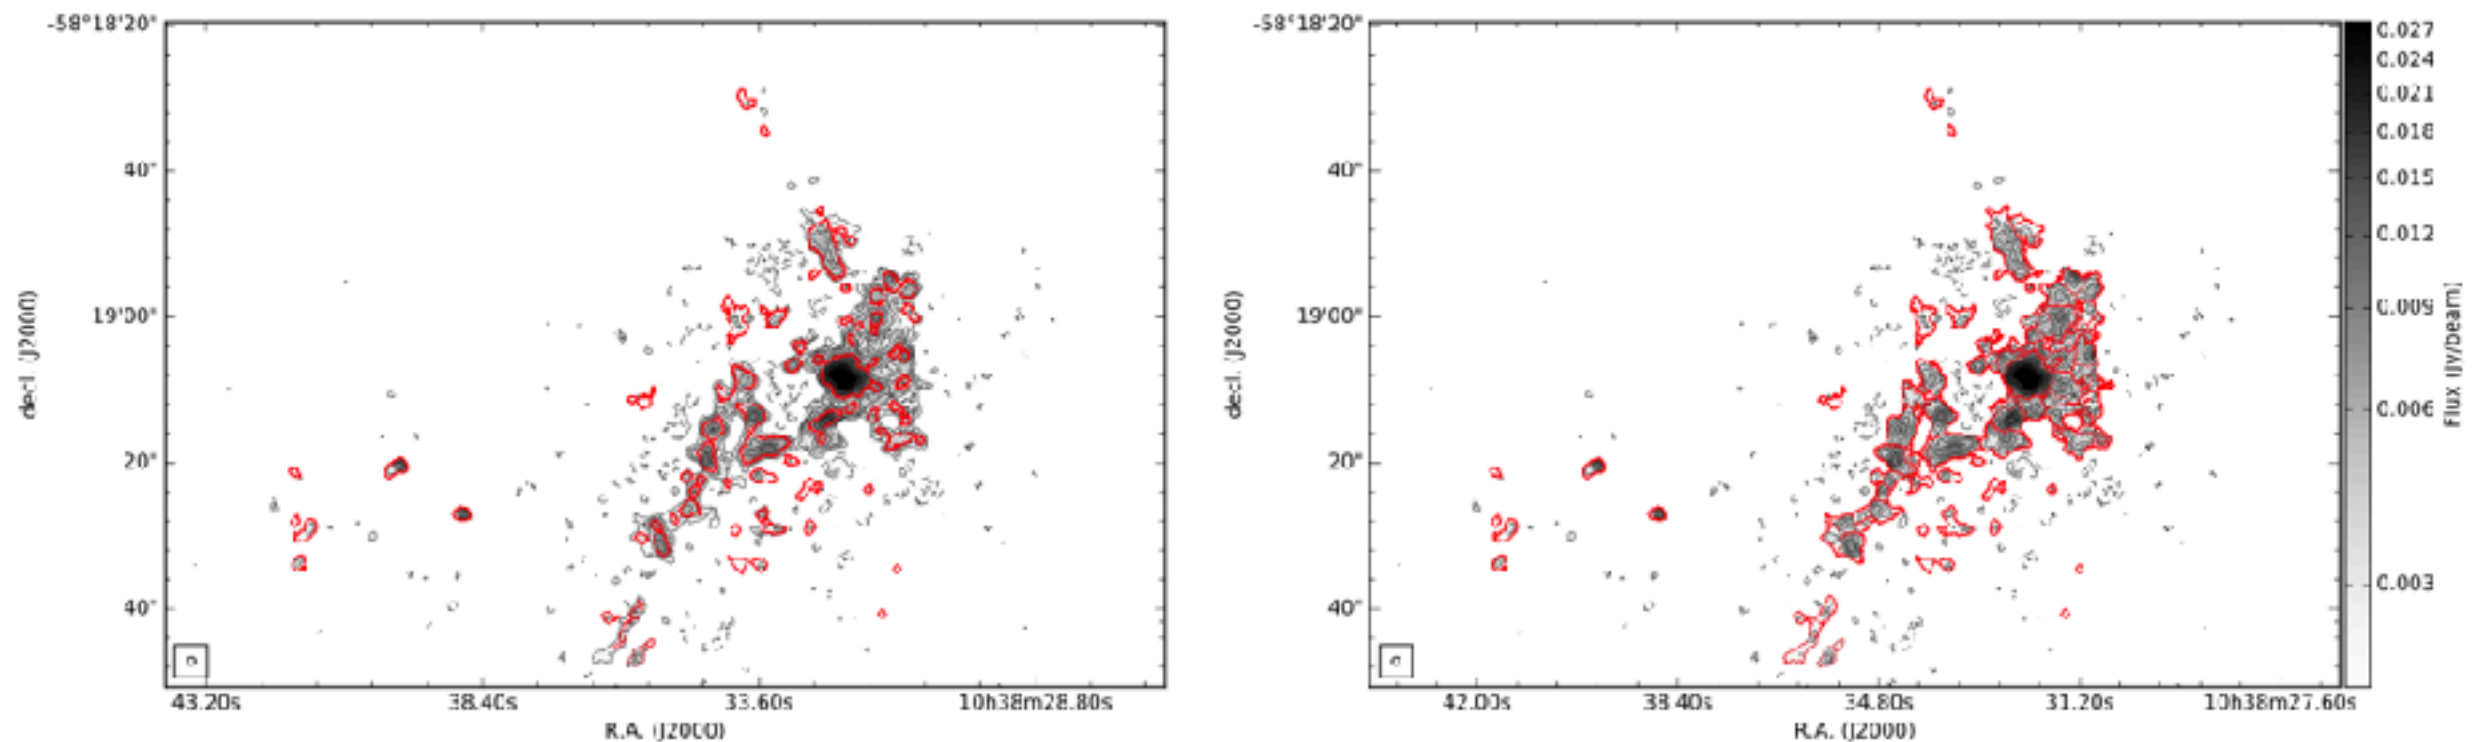 -58°18'20"
40"
19'00"
20"
40"
decl. (J2000)
43.20s 38.40s 33.60s 10h38m28.80s
R.A. (J2000)
-58°18'20"
40"
19'00"
20"
40"
decl. (J2000)
42.00s 38.40s 34.80s 31.20s 10h38m27.60s
R.A. (J2000)
0.027
0.024
0.021
0.018
0.015
0.012
0.009
0.006
0.003
Flux (Jy/beam)